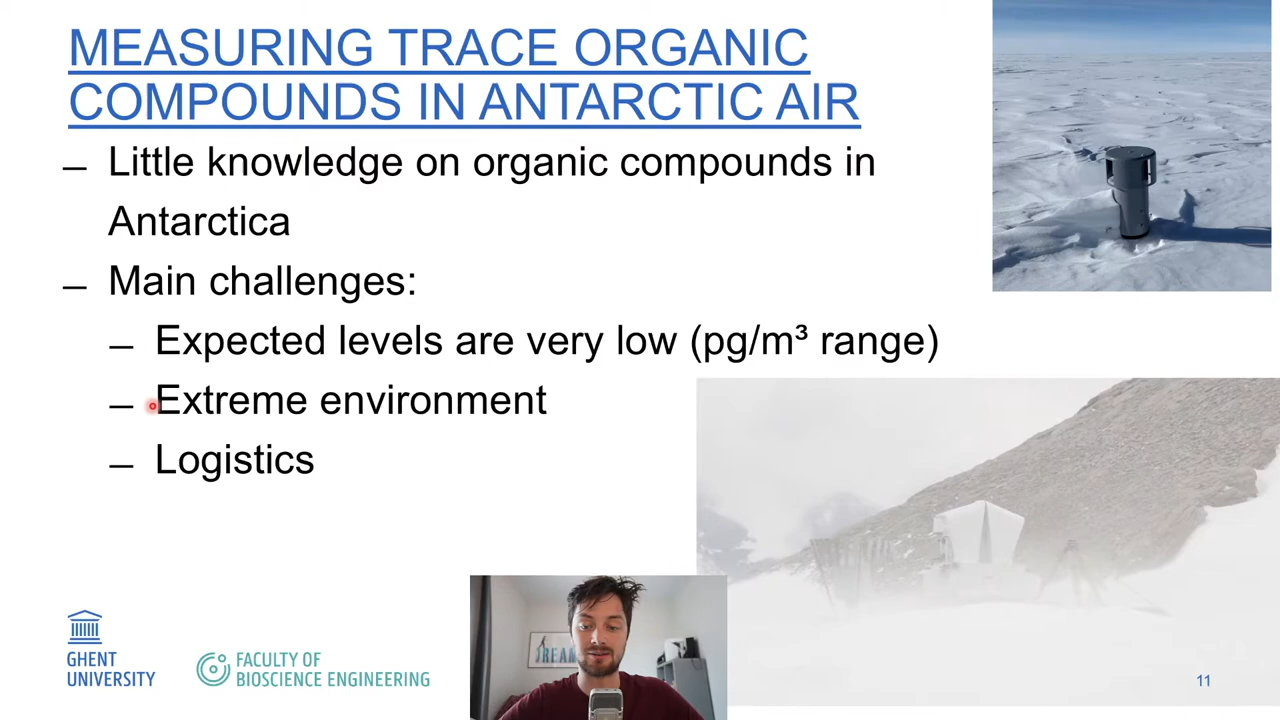 MEASURING TRACE ORGANIC
COMPOUNDS IN ANTARCTIC AIR
– Little knowledge on organic compounds in
Antarctica
– Main challenges:
– Expected levels are very low (pg/m³ range)
– Extreme environment
– Logistics
GHENT
UNIVERSITY
FACULTY OF
BIOSCIENCE ENGINEERING
11